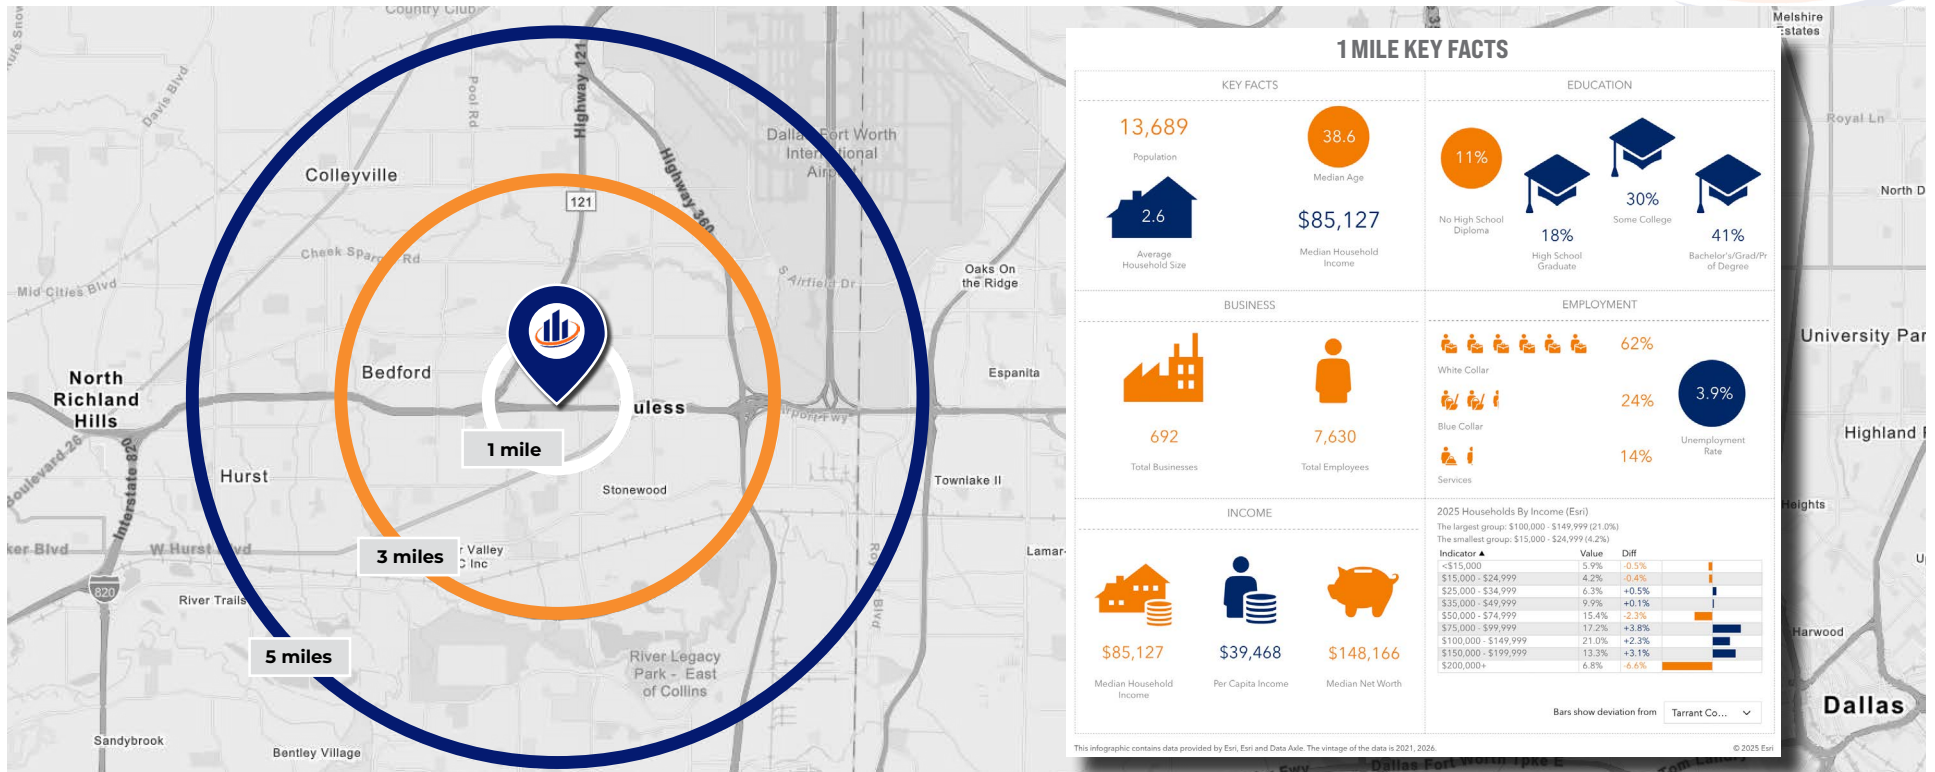 Country Club
Davis Blvd
Pool Rd
Highway 121
Highway 360
Dallas Fort Worth
International
Airport
Colleyville
121
Cheek Sparger Rd
Mid Cities Blvd
S Airfield Dr
Oaks On
the Ridge
Bedford
North
Richland
Hills
uless
Espanita
Airport Fwy
1 mile
Boulevard 26
Interstate 820
Hurst
Stonewood
Townlake II
ker Blvd
W Hurst Blvd
3 miles
r Valley
C Inc
Lamar-
820
River Trails
5 miles
River Legacy
Park - East
of Collins
Sandybrook
Bentley Village
1 MILE KEY FACTS
KEY FACTS
13,689
Population
38.6
Median Age
2.6
Average
Household Size
$85,127
Median Household
Income
EDUCATION
11%
No High School
Diploma
18%
High School
Graduate
30%
Some College
41%
Bachelor's/Grad/Pr
of Degree
BUSINESS
692
Total Businesses
7,630
Total Employees
EMPLOYMENT
62%
White Collar
24%
Blue Collar
14%
Services
3.9%
Unemployment
Rate
INCOME
$85,127
Median Household
Income
$39,468
Per Capita Income
$148,166
Median Net Worth
2025 Households By Income (Esri)
The largest group: $100,000 - $149,999 (21.0%)
The smallest group: $15,000 - $24,999 (4.2%)
Indicator ▲ Value Diff
<$15,000 5.9% -0.5%
$15,000 - $24,999 4.2% -0.4%
$25,000 - $34,999 6.3% +0.5%
$35,000 - $49,999 9.9% +0.1%
$50,000 - $74,999 15.4% -2.3%
$75,000 - $99,999 17.2% +3.8%
$100,000 - $149,999 21.0% +2.3%
$150,000 - $199,999 13.3% +3.1%
$200,000+ 6.8% -6.6%
Bars show deviation from Tarrant Co...
This infographic contains data provided by Esri, Esri and Data Axle. The vintage of the data is 2021, 2026.
© 2025 Esri
Melshire
Estates
Royal Ln
North D
University Par
Highland
Heights
Harwood
Dallas
Dallas Fort Worth Tpke E